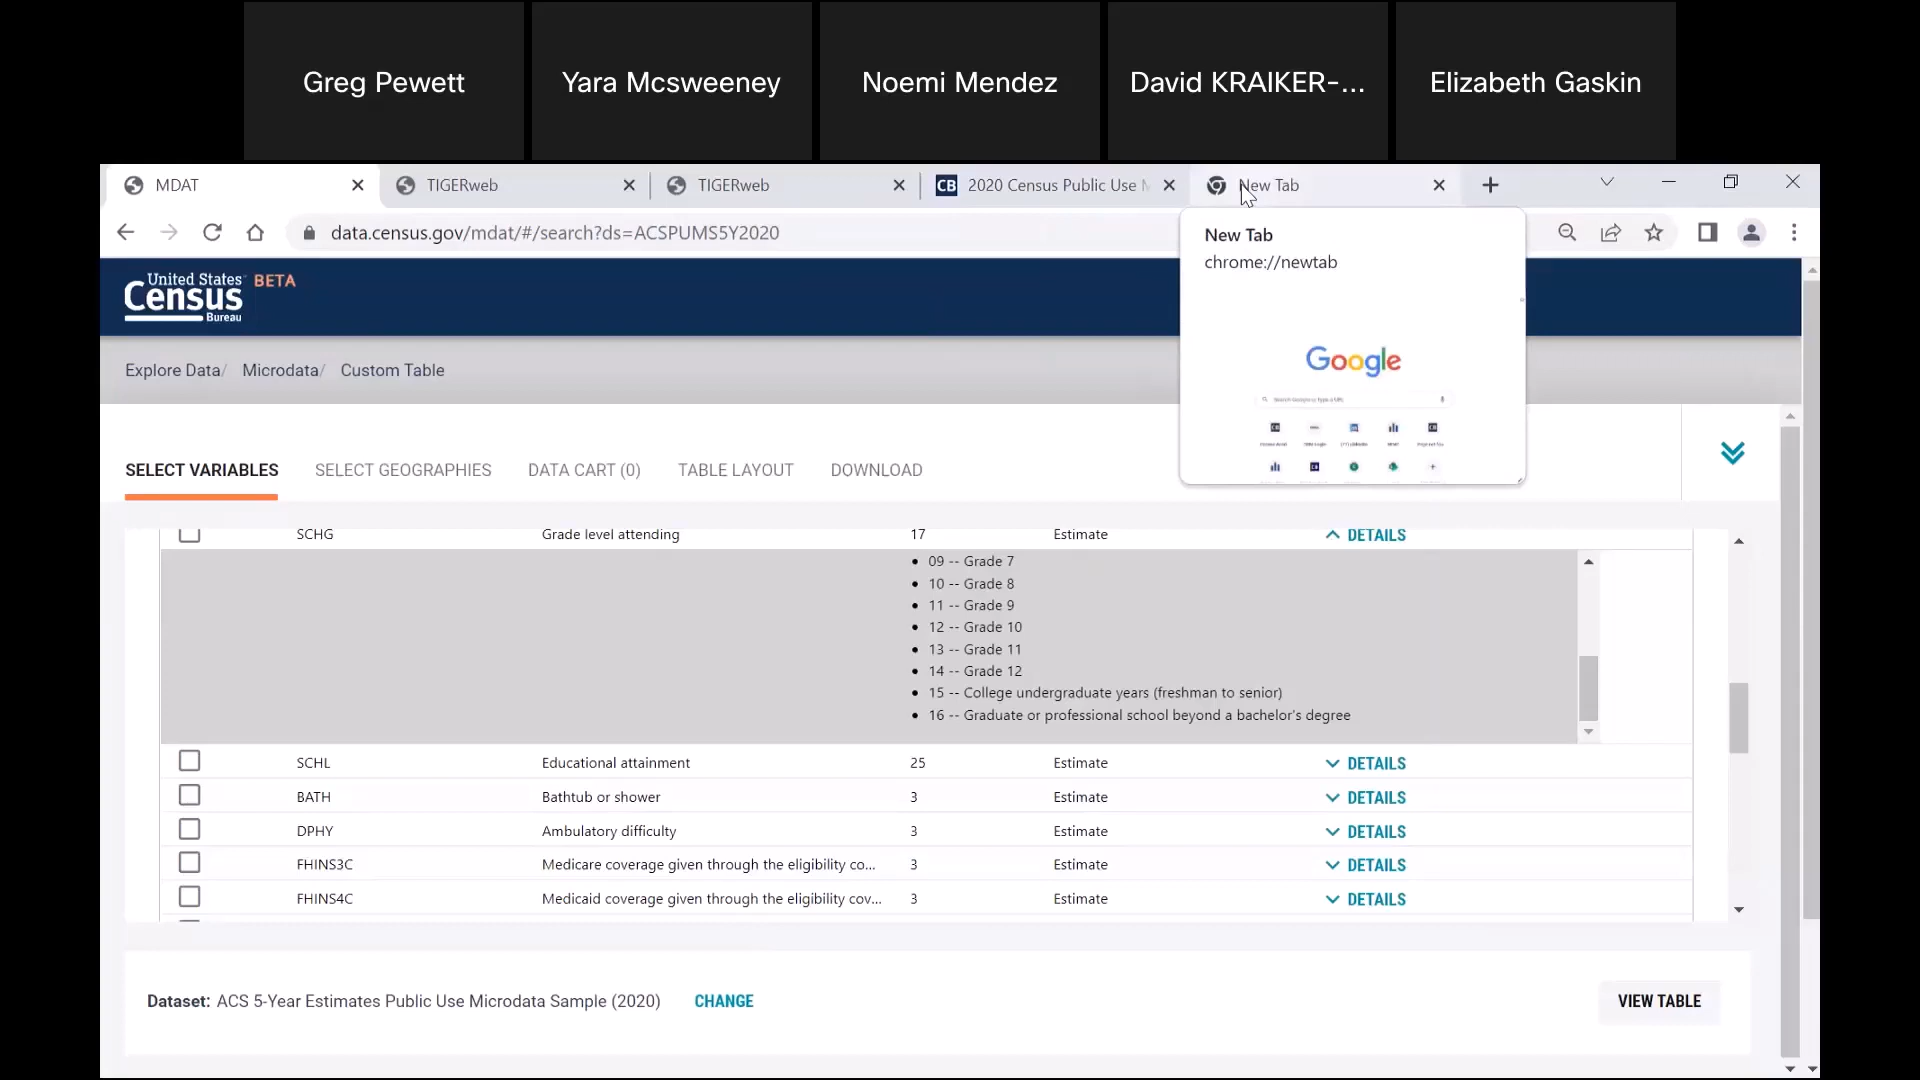 Greg Pewett
Yara Mcsweeney
Noemi Mendez
David KRAIKER-...
Elizabeth Gaskin
MDAT
TIGERweb
TIGERweb
CB 2020 Census Public Use
New Tab
data.census.gov/mdat/#/search?ds=ACSPUMS5Y2020
New Tab
chrome://newtab
Google
Search Google or type a URL
United States
Census
Bureau
BETA
Explore Data/ Microdata/ Custom Table
SELECT VARIABLES SELECT GEOGRAPHIES DATA CART (0) TABLE LAYOUT DOWNLOAD
SCHG Grade level attending 17 Estimate DETAILS
• 09 -- Grade 7
• 10 -- Grade 8
• 11 -- Grade 9
• 12 -- Grade 10
• 13 -- Grade 11
• 14 -- Grade 12
• 15 -- College undergraduate years (freshman to senior)
• 16 -- Graduate or professional school beyond a bachelor's degree
SCHL Educational attainment 25 Estimate DETAILS
BATH Bathtub or shower 3 Estimate DETAILS
DPHY Ambulatory difficulty 3 Estimate DETAILS
FHINS3C Medicare coverage given through the eligibility co... 3 Estimate DETAILS
FHINS4C Medicaid coverage given through the eligibility cov... 3 Estimate DETAILS
Dataset: ACS 5-Year Estimates Public Use Microdata Sample (2020) CHANGE
VIEW TABLE